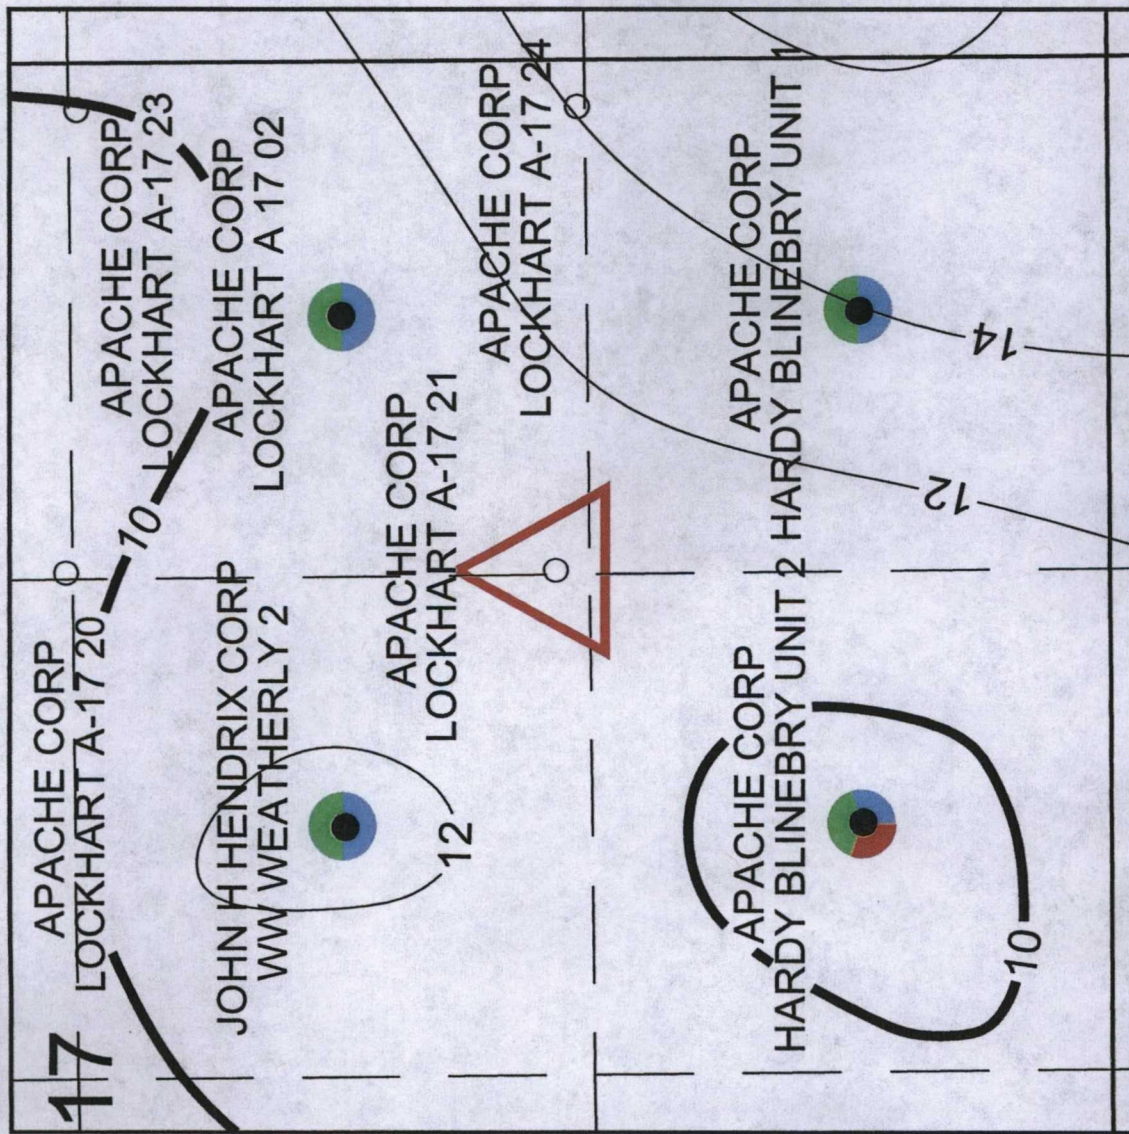 17
APACHE CORP
LOCKHART A-17 20
APACHE CORP
LOCKHART A-17 23
10
JOHN H HENDRIX CORP
WW WEATHERLY 2
APACHE CORP
LOCKHART A 17 02
12
APACHE CORP
LOCKHART A-17 21
APACHE CORP
LOCKHART A-17 24
APACHE CORP
HARDY BLINEBRY UNIT 2
APACHE CORP
HARDY BLINEBRY UNIT 1
10
12
14